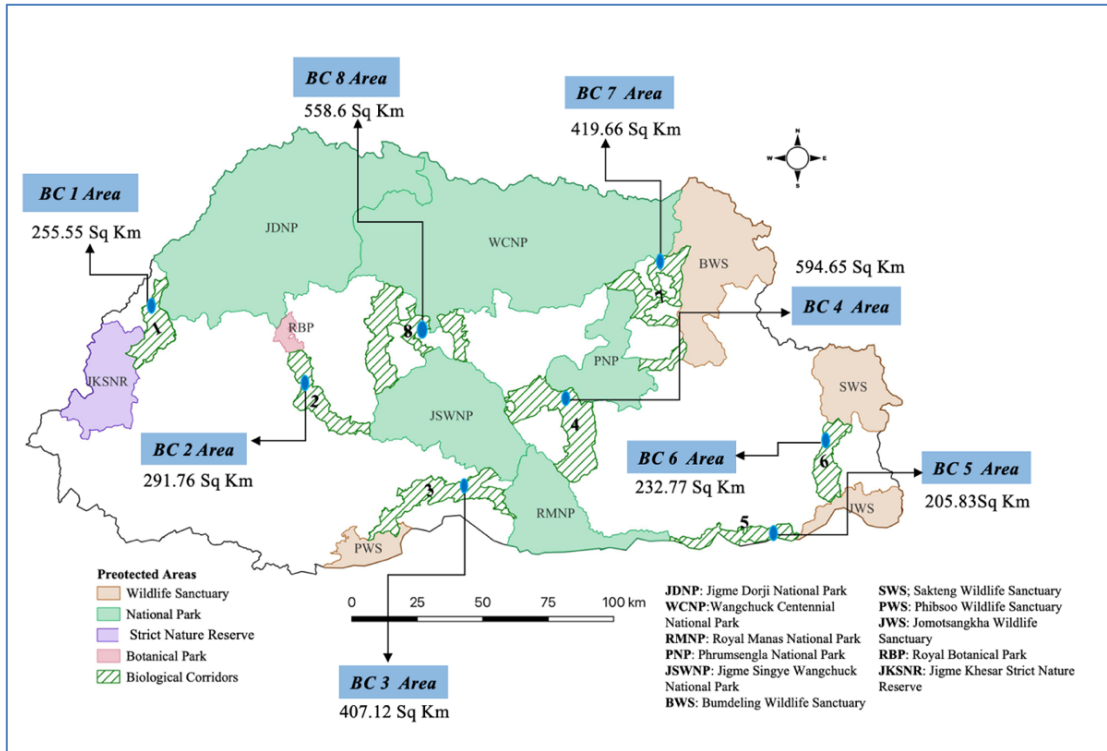 BC 8 Area
558.6 Sq Km
BC 7 Area
419.66 Sq Km
N
W E
S
BC 1 Area
255.55 Sq Km
JDNP
WCNP
BWS
594.65 Sq Km
BC 4 Area
7
1
RBP
8
PNP
JKSNR
SWS
2
JSWNP
4
BC 2 Area
291.76 Sq Km
BC 6 Area
232.77 Sq Km
6
BC 5 Area
205.83Sq Km
3
RMNP
5
JWS
PWS
Preotected Areas
Wildlife Sanctuary
National Park
Strict Nature Reserve
Botanical Park
Biological Corridors
0 25 50 75 100 km
BC 3 Area
407.12 Sq Km
JDNP: Jigme Dorji National Park
WCNP:Wangchuck Centennial
National Park
RMNP: Royal Manas National Park
PNP: Phrumsengla National Park
JSWNP: Jigme Singye Wangchuck
National Park
BWS: Bumdeling Wildlife Sanctuary
SWS; Sakteng Wildlife Sanctuary
PWS: Phibsoo Wildlife Sanctuary
JWS: Jomotsangkha Wildlife
Sanctuary
RBP: Royal Botanical Park
JKSNR: Jigme Khesar Strict Nature
Reserve